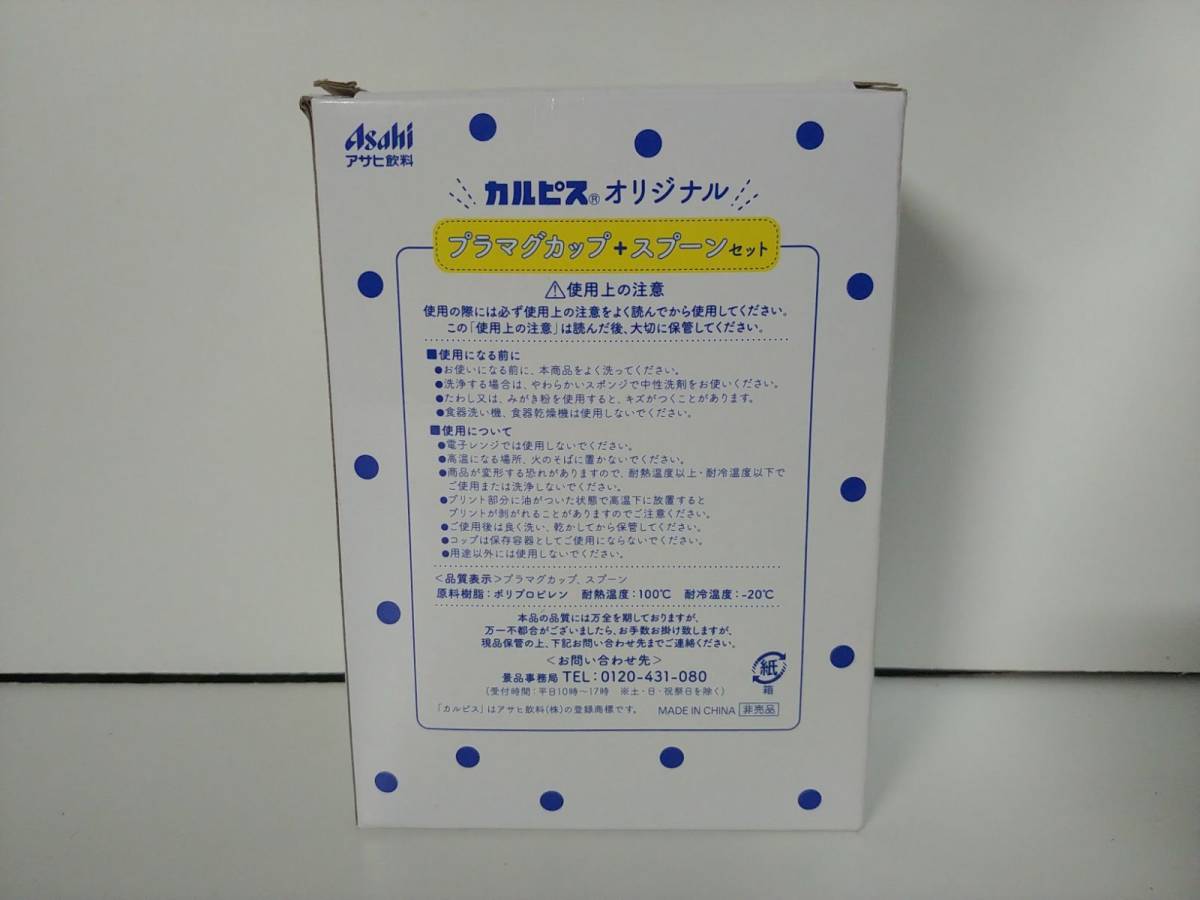 Asahi
アサヒ飲料
カルピス®オリジナル
プラマグカップ+スプーンセット
⚠使用上の注意
使用の際には必ず使用上の注意をよく読んでから使用してください。
この「使用上の注意」は読んだ後、大切に保管してください。
■使用になる前に
●お使いになる前に、本商品をよく洗ってください。
●洗浄する場合は、やわらかいスポンジで中性洗剤をお使いください。
●たわし又は、みがき粉を使用すると、キズがつくことがあります。
●食器洗い機、食器乾燥機は使用しないでください。
■使用について
●電子レンジでは使用しないでください。
●高温になる場所、火のそばに置かないでください。
●商品が変形する恐れがありますので、耐熱温度以上・耐冷温度以下で
ご使用または洗浄しないでください。
●プリント部分に油がついた状態で高温下に放置すると
プリントが剥がれることがありますのでご注意ください。
●ご使用後は良く洗い、乾かしてから保管してください。
●コップは保存容器としてご使用にならないでください。
●用途以外には使用しないでください。
<品質表示>プラマグカップ、スプーン
原料樹脂:ポリプロピレン 耐熱温度:100℃ 耐冷温度:-20℃
本品の品質には万全を期しておりますが、
万一不都合がございましたら、お手数お掛け致しますが、
現品保管の上、下記お問い合わせ先までご連絡ください。
<お問い合わせ先>
景品事務局 TEL:0120-431-080
(受付時間:平日10時～17時 ※土・日・祝祭日を除く)
紙
箱
「カルピス」はアサヒ飲料(株)の登録商標です。 MADE IN CHINA 非売品